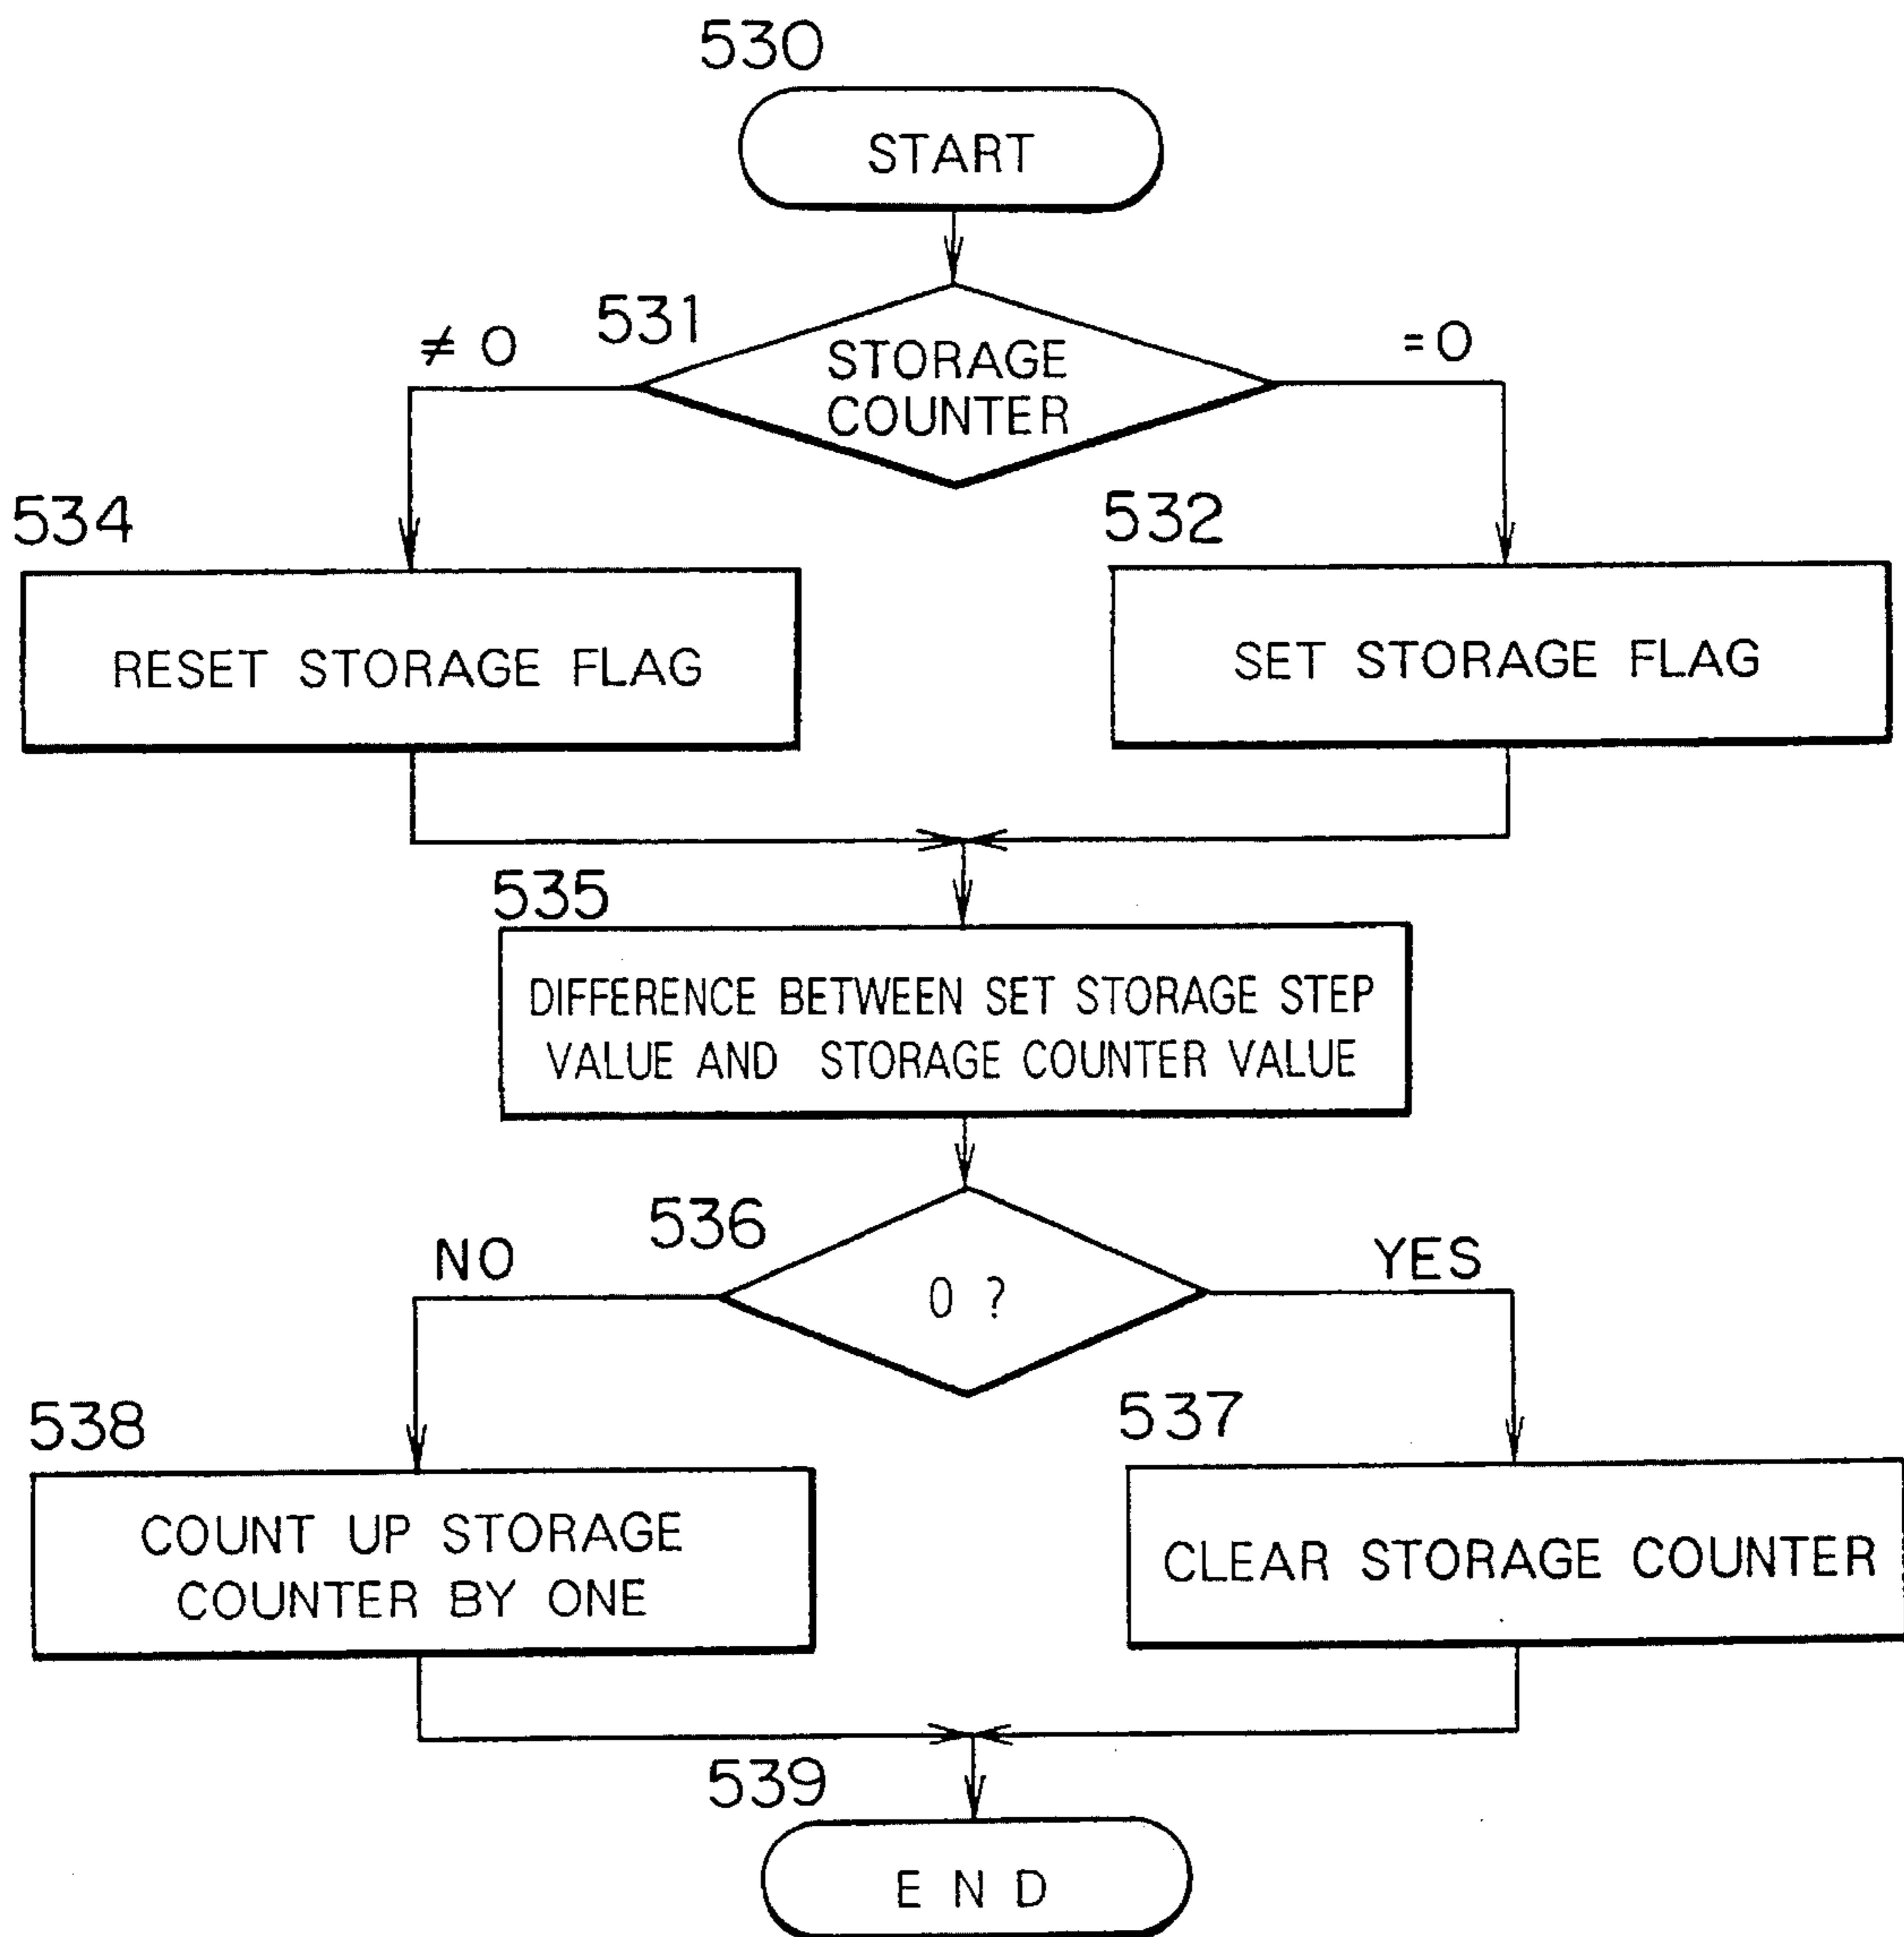 530
START
531
≠ 0
STORAGE
COUNTER
=0
534
532
RESET STORAGE FLAG
SET STORAGE FLAG
535
DIFFERENCE BETWEEN SET STORAGE STEP
VALUE AND STORAGE COUNTER VALUE
536
NO
0 ?
YES
538
537
COUNT UP STORAGE
COUNTER BY ONE
CLEAR STORAGE COUNTER
539
END